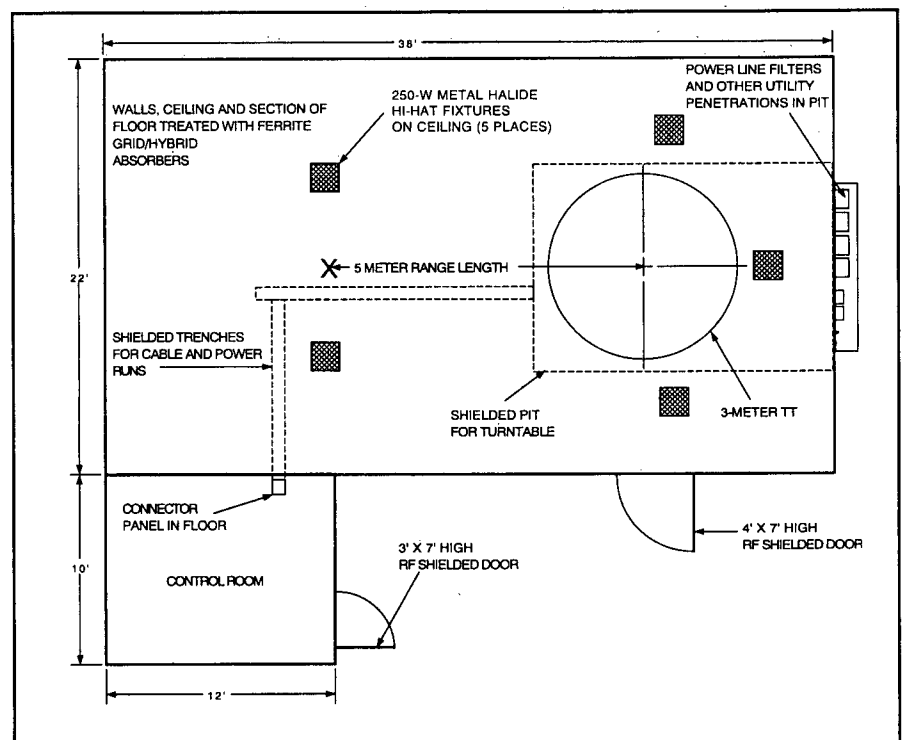 38'
POWER LINE FILTERS
AND OTHER UTILITY
PENETRATIONS IN PIT
250-W METAL HALIDE
HI-HAT FIXTURES
ON CEILING (5 PLACES)
WALLS, CEILING AND SECTION OF
FLOOR TREATED WITH FERRITE
GRID/HYBRID
ABSORBERS
22'
X
5 METER RANGE LENGTH
SHIELDED TRENCHES
FOR CABLE AND POWER
RUNS
SHIELDED PIT
FOR TURNTABLE
3-METER TT
CONNECTOR
PANEL IN FLOOR
4' X 7' HIGH
RF SHIELDED DOOR
3' X 7' HIGH
RF SHIELDED DOOR
10'
CONTROL ROOM
12'